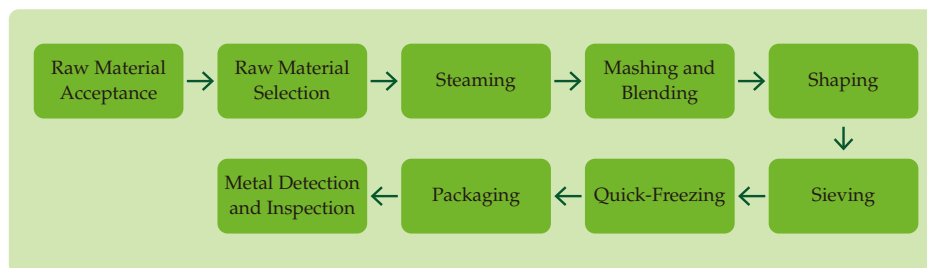 Raw Material
Acceptance
Raw Material
Selection
Steaming
Mashing and
Blending
Shaping
Sieving
Quick-Freezing
Packaging
Metal Detection
and Inspection